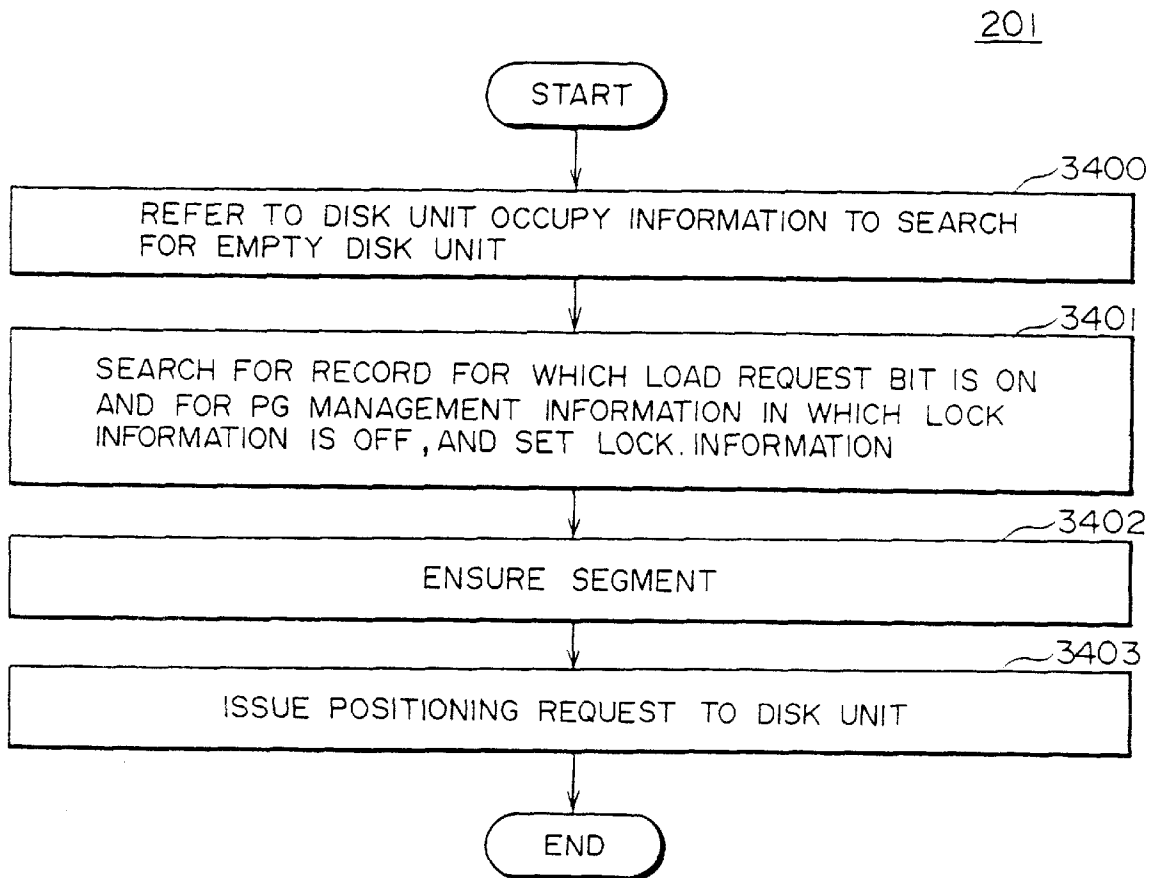 201
START
3400
REFER TO DISK UNIT OCCUPY INFORMATION TO SEARCH
FOR EMPTY DISK UNIT
3401
SEARCH FOR RECORD FOR WHICH LOAD REQUEST BIT IS ON
AND FOR PG MANAGEMENT INFORMATION IN WHICH LOCK
INFORMATION IS OFF, AND SET LOCK. INFORMATION
3402
ENSURE SEGMENT
3403
ISSUE POSITIONING REQUEST TO DISK UNIT
END